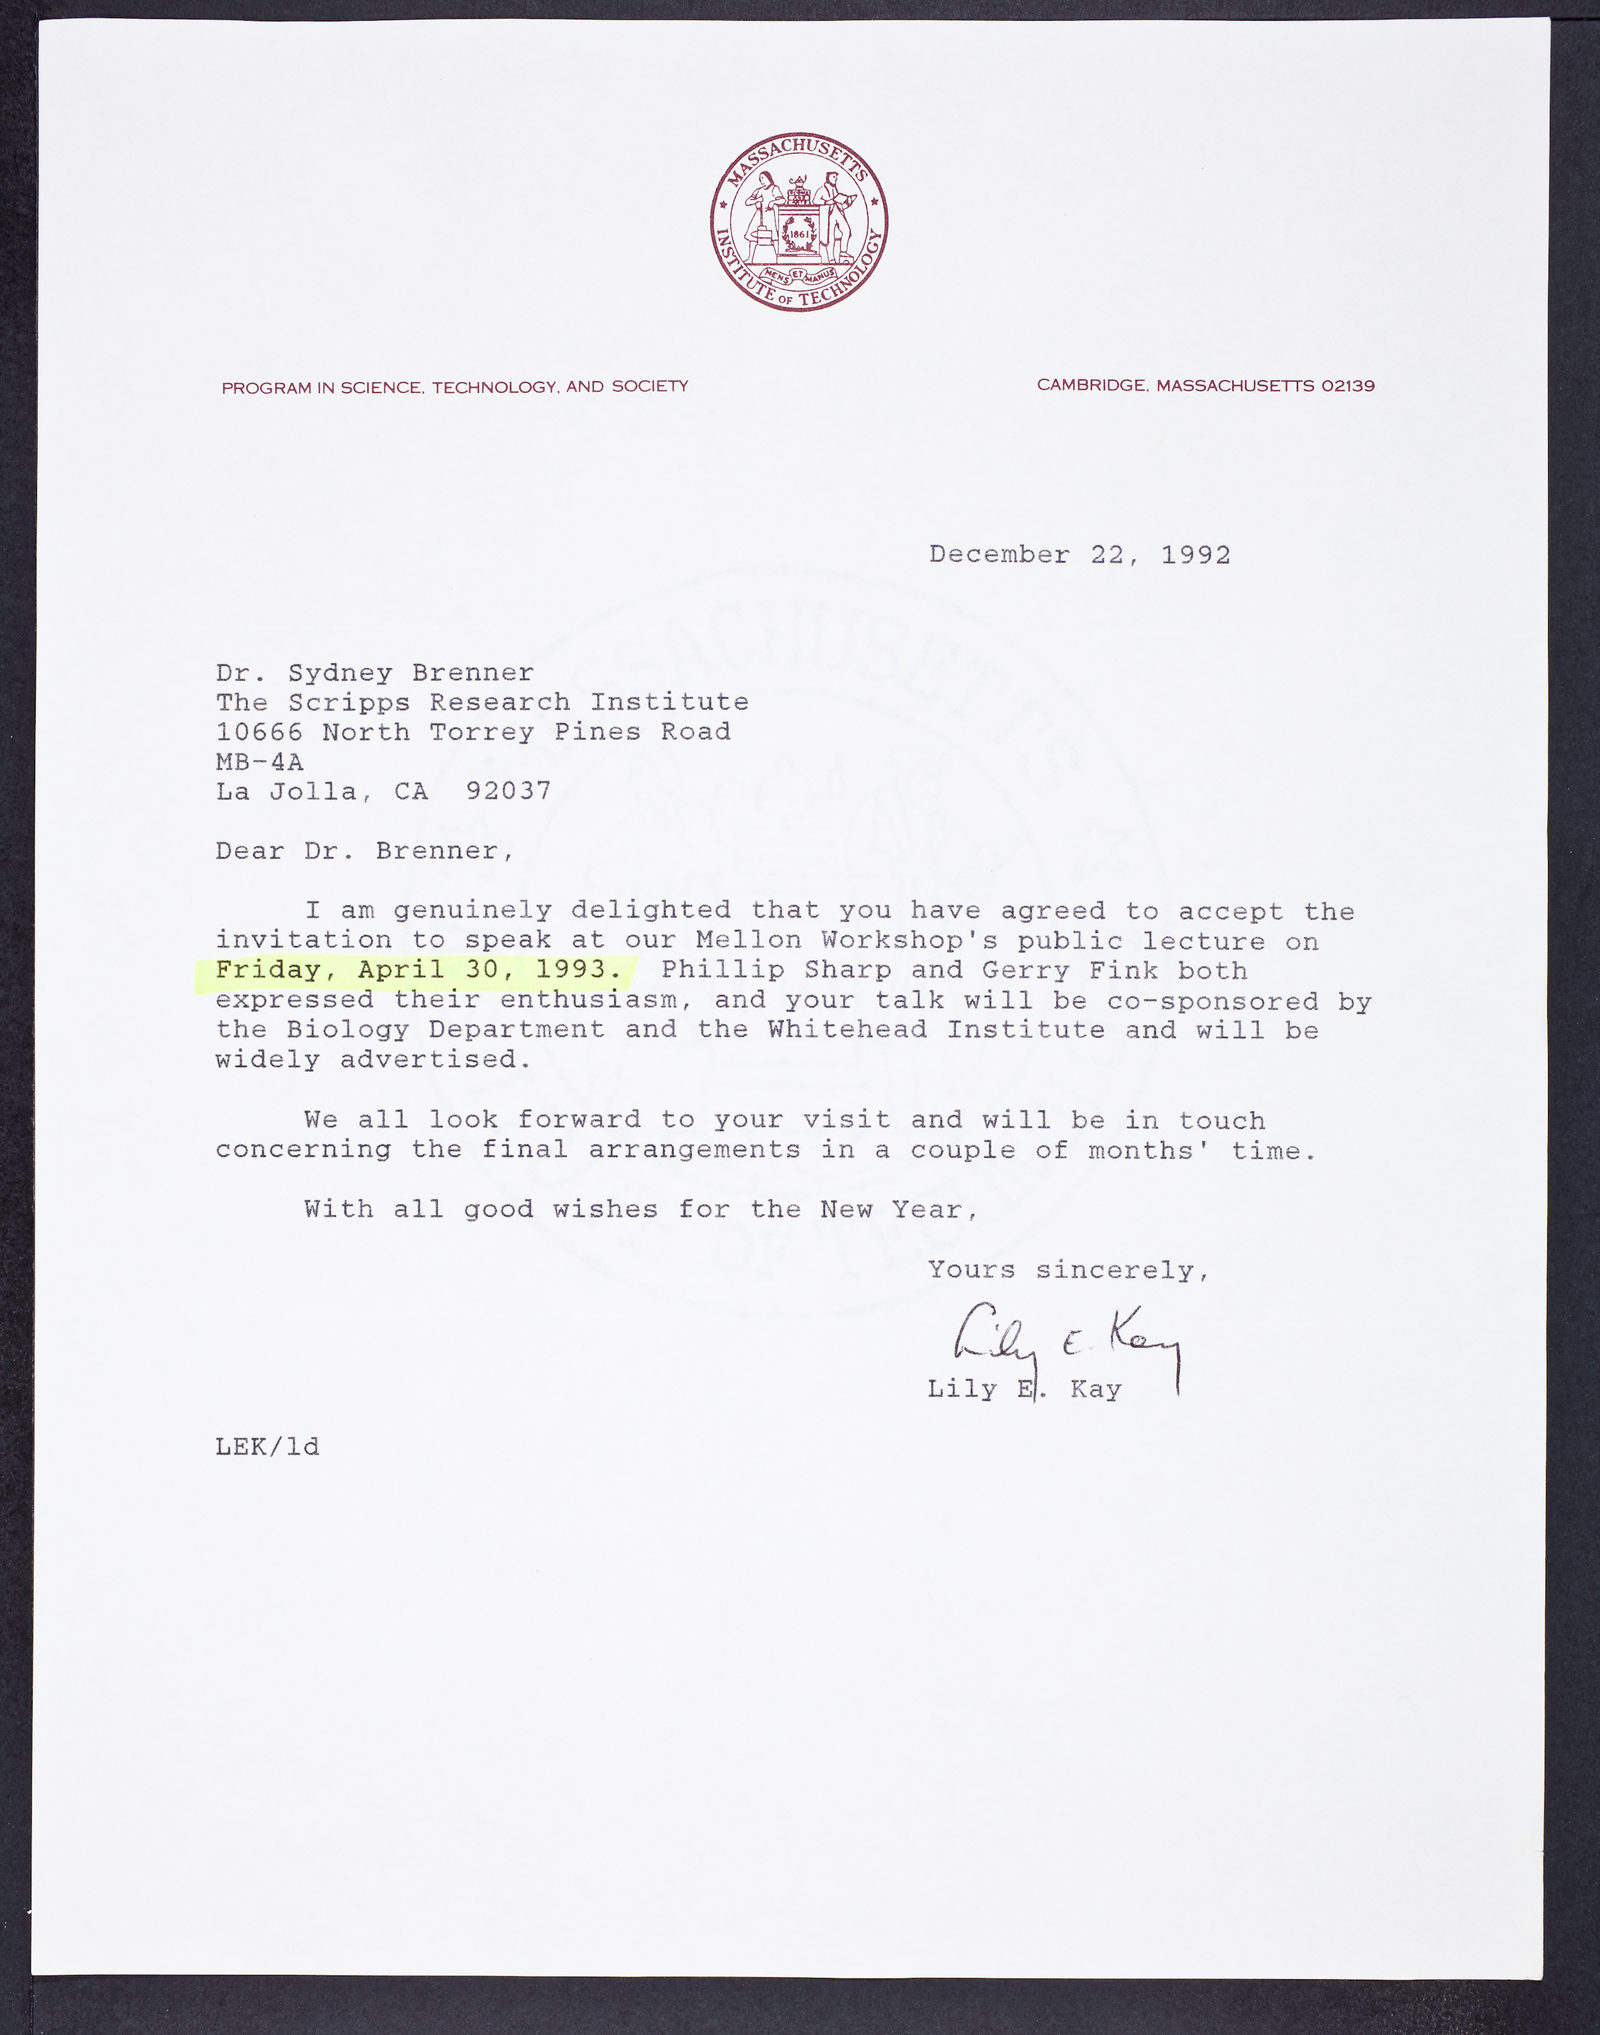 MASSACHUSETTS
INSTITUTE OF TECHNOLOGY
1861
MENS ET MANUS
PROGRAM IN SCIENCE, TECHNOLOGY, AND SOCIETY
CAMBRIDGE, MASSACHUSETTS 02139
December 22, 1992
Dr. Sydney Brenner
The Scripps Research Institute
10666 North Torrey Pines Road
MB-4A
La Jolla, CA 92037
Dear Dr. Brenner,
I am genuinely delighted that you have agreed to accept the
invitation to speak at our Mellon Workshop's public lecture on
Friday, April 30, 1993. Phillip Sharp and Gerry Fink both
expressed their enthusiasm, and your talk will be co-sponsored by
the Biology Department and the Whitehead Institute and will be
widely advertised.
We all look forward to your visit and will be in touch
concerning the final arrangements in a couple of months' time.
With all good wishes for the New Year,
Yours sincerely,
Lily E. Kay
Lily E. Kay
LEK/ld